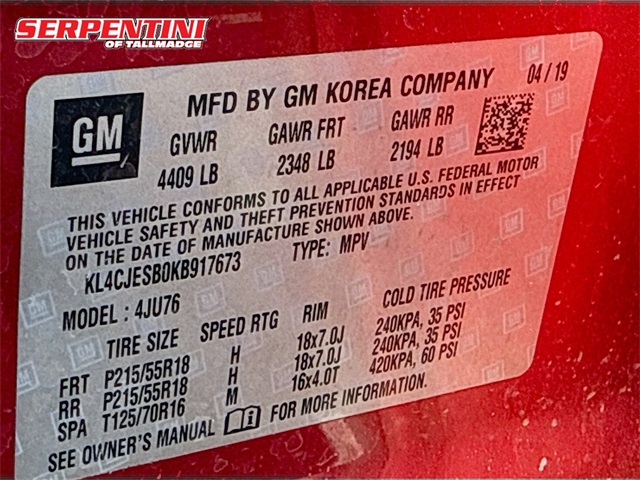 SERPENTINI
OF TALLMADGE
GM
MFD BY GM KOREA COMPANY 04/19
GVWR GAWR FRT GAWR RR
4409 LB 2348 LB 2194 LB
THIS VEHICLE CONFORMS TO ALL APPLICABLE U.S. FEDERAL MOTOR
VEHICLE SAFETY AND THEFT PREVENTION STANDARDS IN EFFECT
ON THE DATE OF MANUFACTURE SHOWN ABOVE.
KL4CJESB0KB917673 TYPE: MPV
MODEL : 4JU76
TIRE SIZE SPEED RTG RIM COLD TIRE PRESSURE
FRT P215/55R18 H 18x7.0J 240KPA, 35 PSI
RR P215/55R18 H 18x7.0J 240KPA, 35 PSI
SPA T125/70R16 M 16x4.0T 420KPA, 60 PSI
SEE OWNER'S MANUAL FOR MORE INFORMATION.